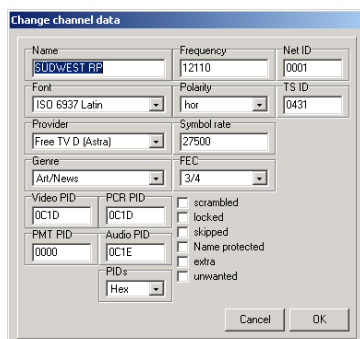 Change channel data
Name
SÜDWEST RP
Frequency
12110
Net ID
0001
Font
ISO 6937 Latin
Polarity
hor
TS ID
0431
Provider
Free TV D (Astra)
Symbol rate
27500
Genre
Art/News
FEC
3/4
Video PID
0C1D
PCR PID
0C1D
PMT PID
0000
Audio PID
0C1E
PIDs
Hex
scrambled
locked
skipped
Name protected
extra
unwanted
Cancel
OK